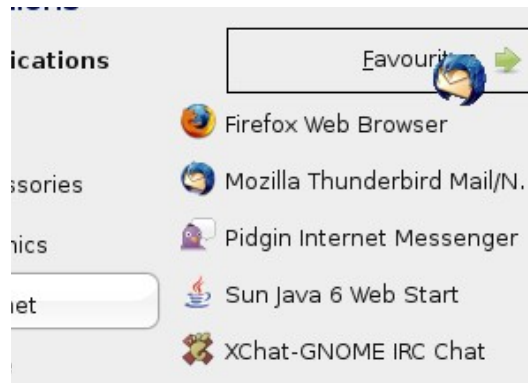 ications
Favourit
Firefox Web Browser
ssories
Mozilla Thunderbird Mail/N.
nics
Pidgin Internet Messenger
net
Sun Java 6 Web Start
XChat-GNOME IRC Chat